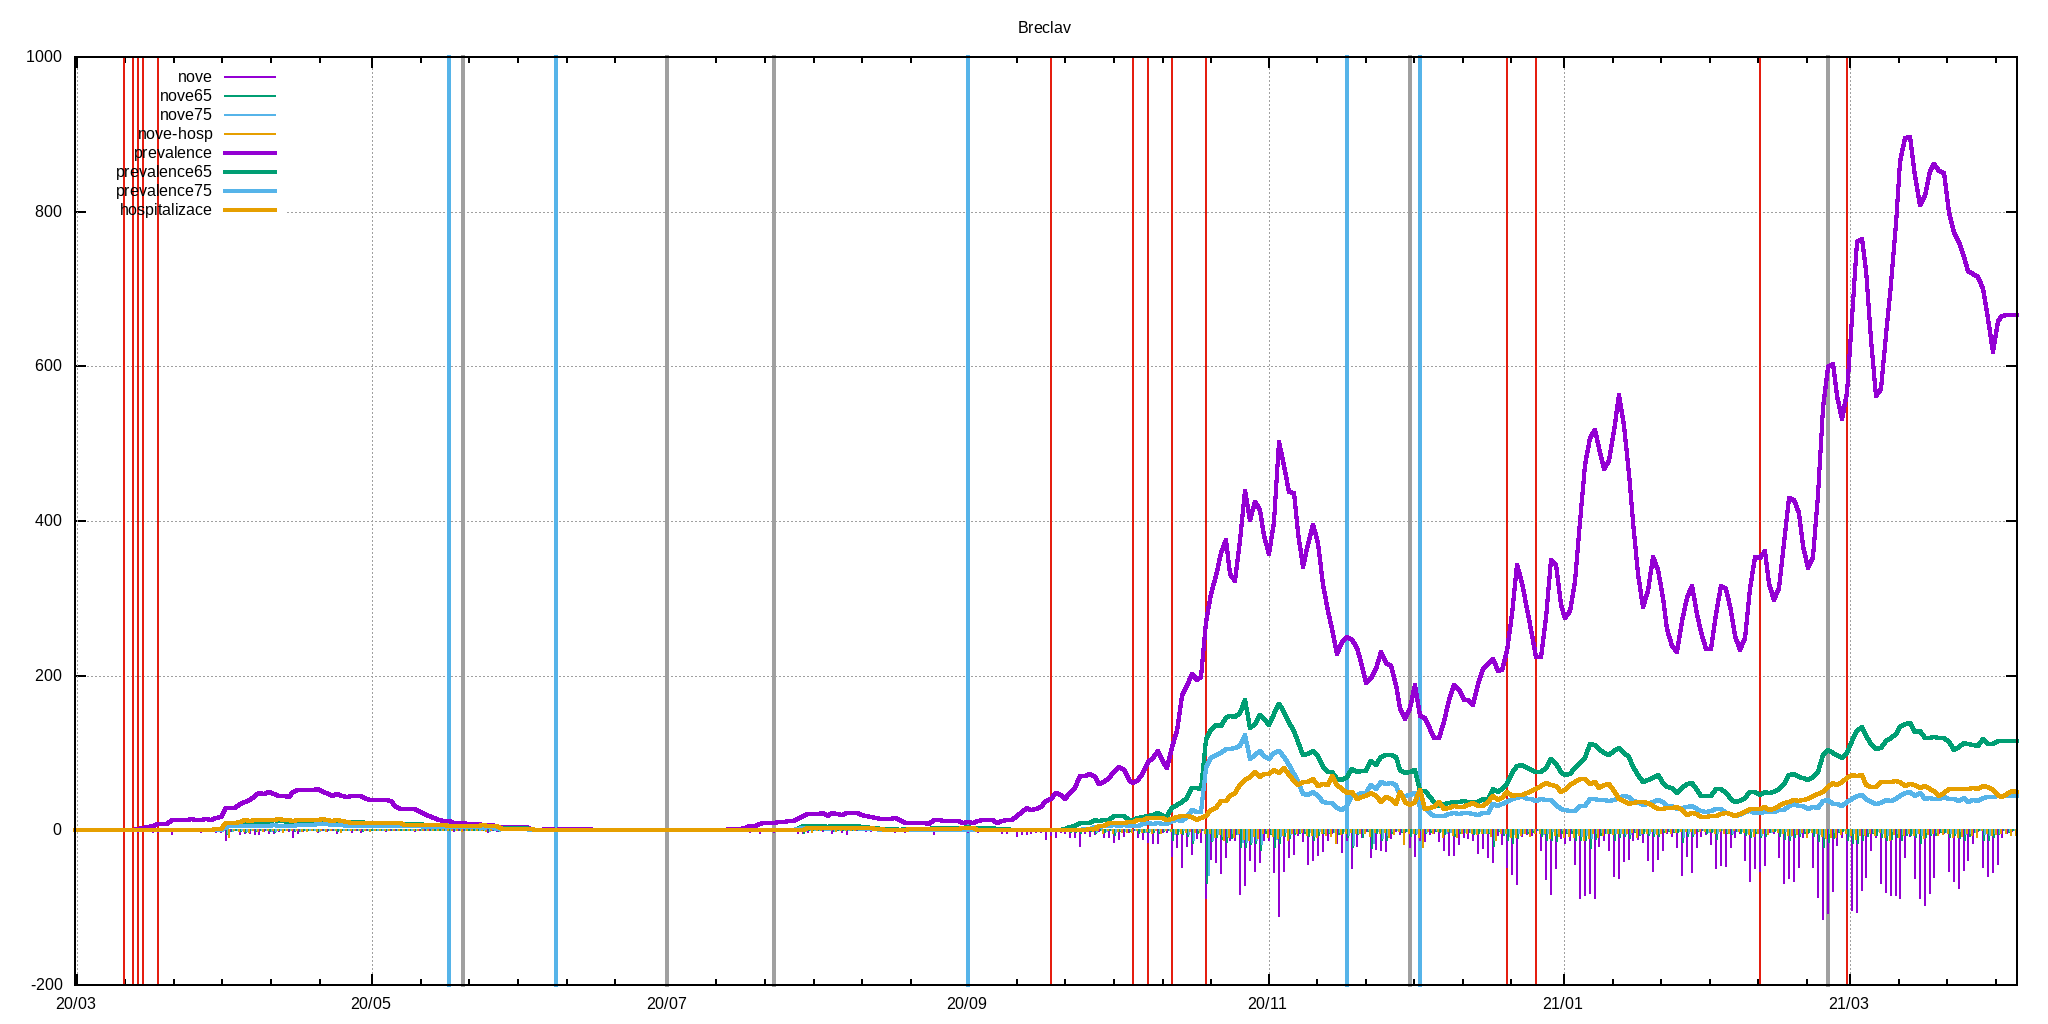 Breclav
1000
800
600
400
200
0
-200
nove
nove65
nove75
nove-hosp
prevalence
prevalence65
prevalence75
hospitalizace
20/03 20/05 20/07 20/09 20/11 21/01 21/03